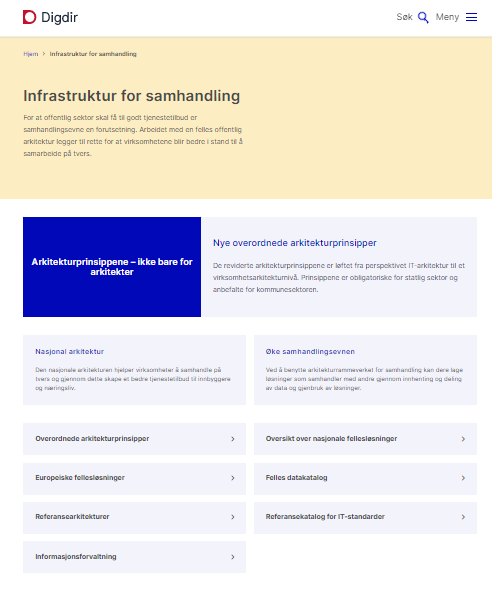 Digdir
Søk
Meny
Hjem › Infrastruktur for samhandling
Infrastruktur for samhandling
For at offentlig sektor skal få til godt tjenestetilbud er
samhandlingsevne en forutsetning. Arbeidet med en felles offentlig
arkitektur legger til rette for at virksomhetene blir bedre i stand til å
samarbeide på tvers.
Arkitekturprinsippene – ikke bare for
arkitekter
Nye overordnede arkitekturprinsipper
De reviderte arkitekturprinsippene er løftet fra perspektivet IT-arkitektur til et
virksomhetsarkitekturnivå. Prinsippene er obligatoriske for statlig sektor og
anbefalte for kommunesektoren.
Nasjonal arkitektur
Den nasjonale arkitekturen hjelper virksomheter å samhandle på
tvers og gjennom dette skape et bedre tjenestetilbud til innbyggere
og næringsliv.
Øke samhandlingsevnen
Ved å benytte arkitekturrammeverket for samhandling kan dere lage
løsninger som samhandler med andre gjennom innhenting og deling
av data og gjenbruk av løsninger.
Overordnede arkitekturprinsipper
Oversikt over nasjonale fellesløsninger
Europeiske fellesløsninger
Felles datakatalog
Referansearkitekturer
Referansekatalog for IT-standarder
Informasjonsforvaltning